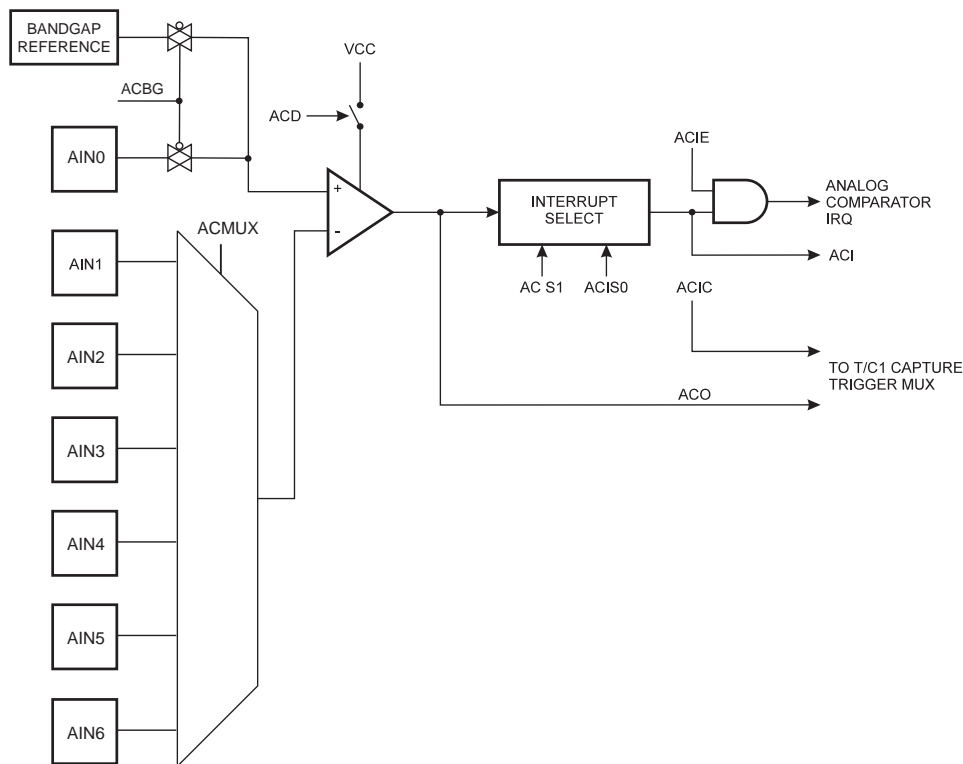 BANDGAP
REFERENCE
ACBG
AIN0
VCC
ACD
ACMUX
+
-
INTERRUPT
SELECT
AC S1
ACIS0
ACIE
ANALOG
COMPARATOR
IRQ
ACI
ACIC
TO T/C1 CAPTURE
TRIGGER MUX
ACO
AIN1
AIN2
AIN3
AIN4
AIN5
AIN6